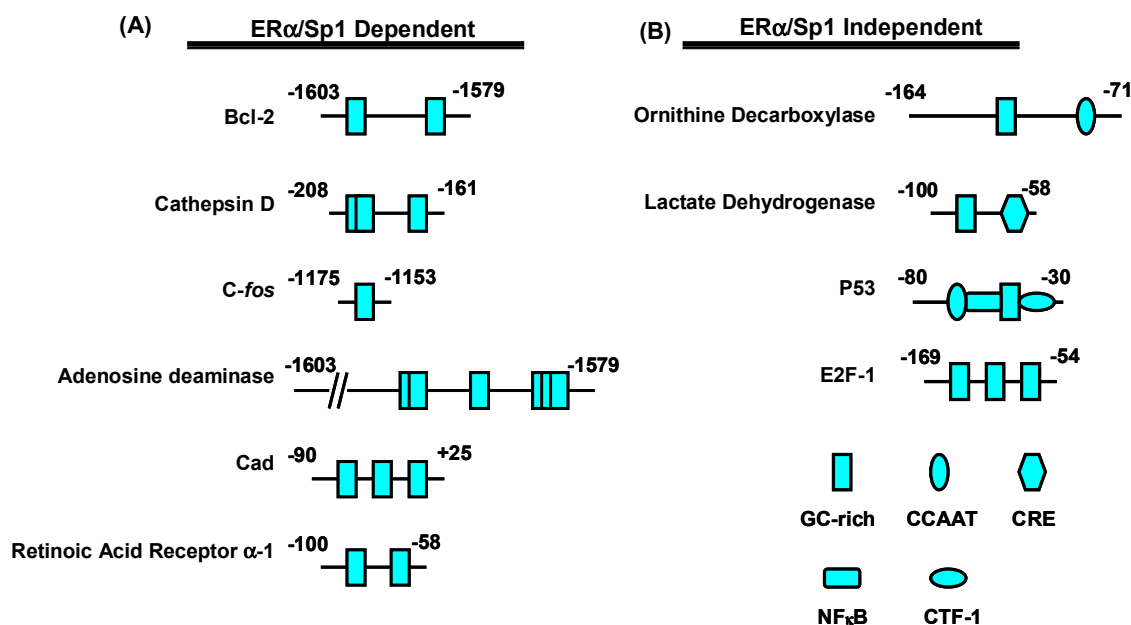 (A) ERα/Sp1 Dependent
Bcl-2 -1603 -1579
Cathepsin D -208 -161
C-fos -1175 -1153
Adenosine deaminase -1603 -1579
Cad -90 +25
Retinoic Acid Receptor α-1 -100 -58
(B) ERα/Sp1 Independent
Ornithine Decarboxylase -164 -71
Lactate Dehydrogenase -100 -58
P53 -80 -30
E2F-1 -169 -54
GC-rich CCAAT CRE
NFκB CTF-1